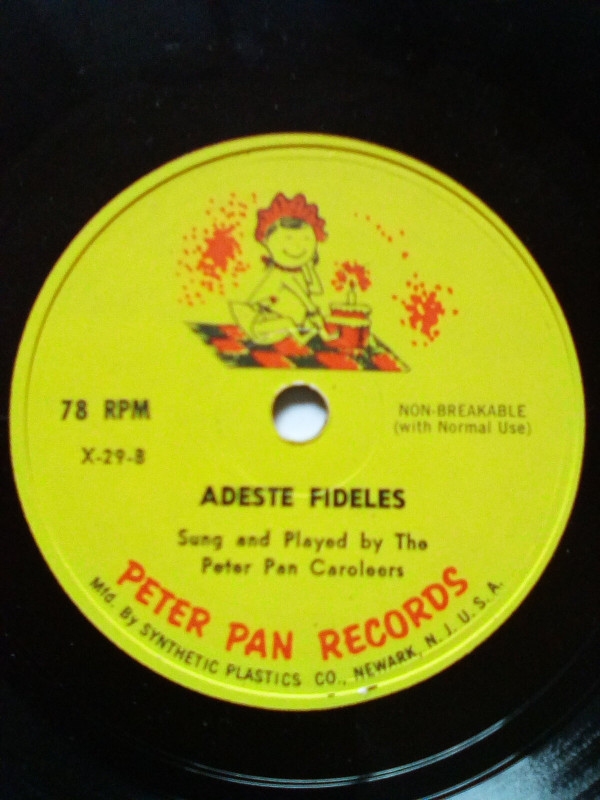 78 RPM
NON-BREAKABLE
(with Normal Use)
X-29-B
ADESTE FIDELES
Sung and Played by The
Peter Pan Caroleers
PETER PAN RECORDS
Mfd. By SYNTHETIC PLASTICS CO., NEWARK, N. J. U. S. A.